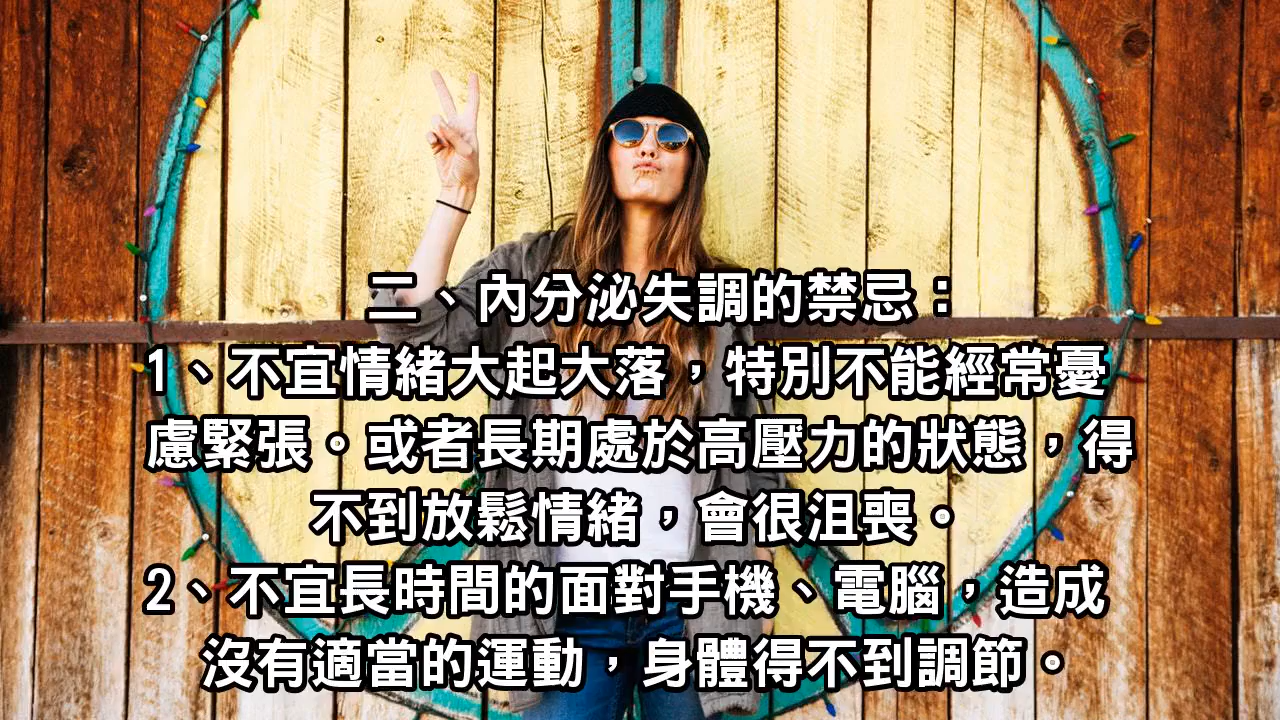 二、內分泌失調的禁忌：
1、不宜情緒大起大落，特別不能經常憂
慮緊張。或者長期處於高壓力的狀態，得
不到放鬆情緒，會很沮喪。
2、不宜長時間的面對手機、電腦，造成
沒有適當的運動，身體得不到調節。